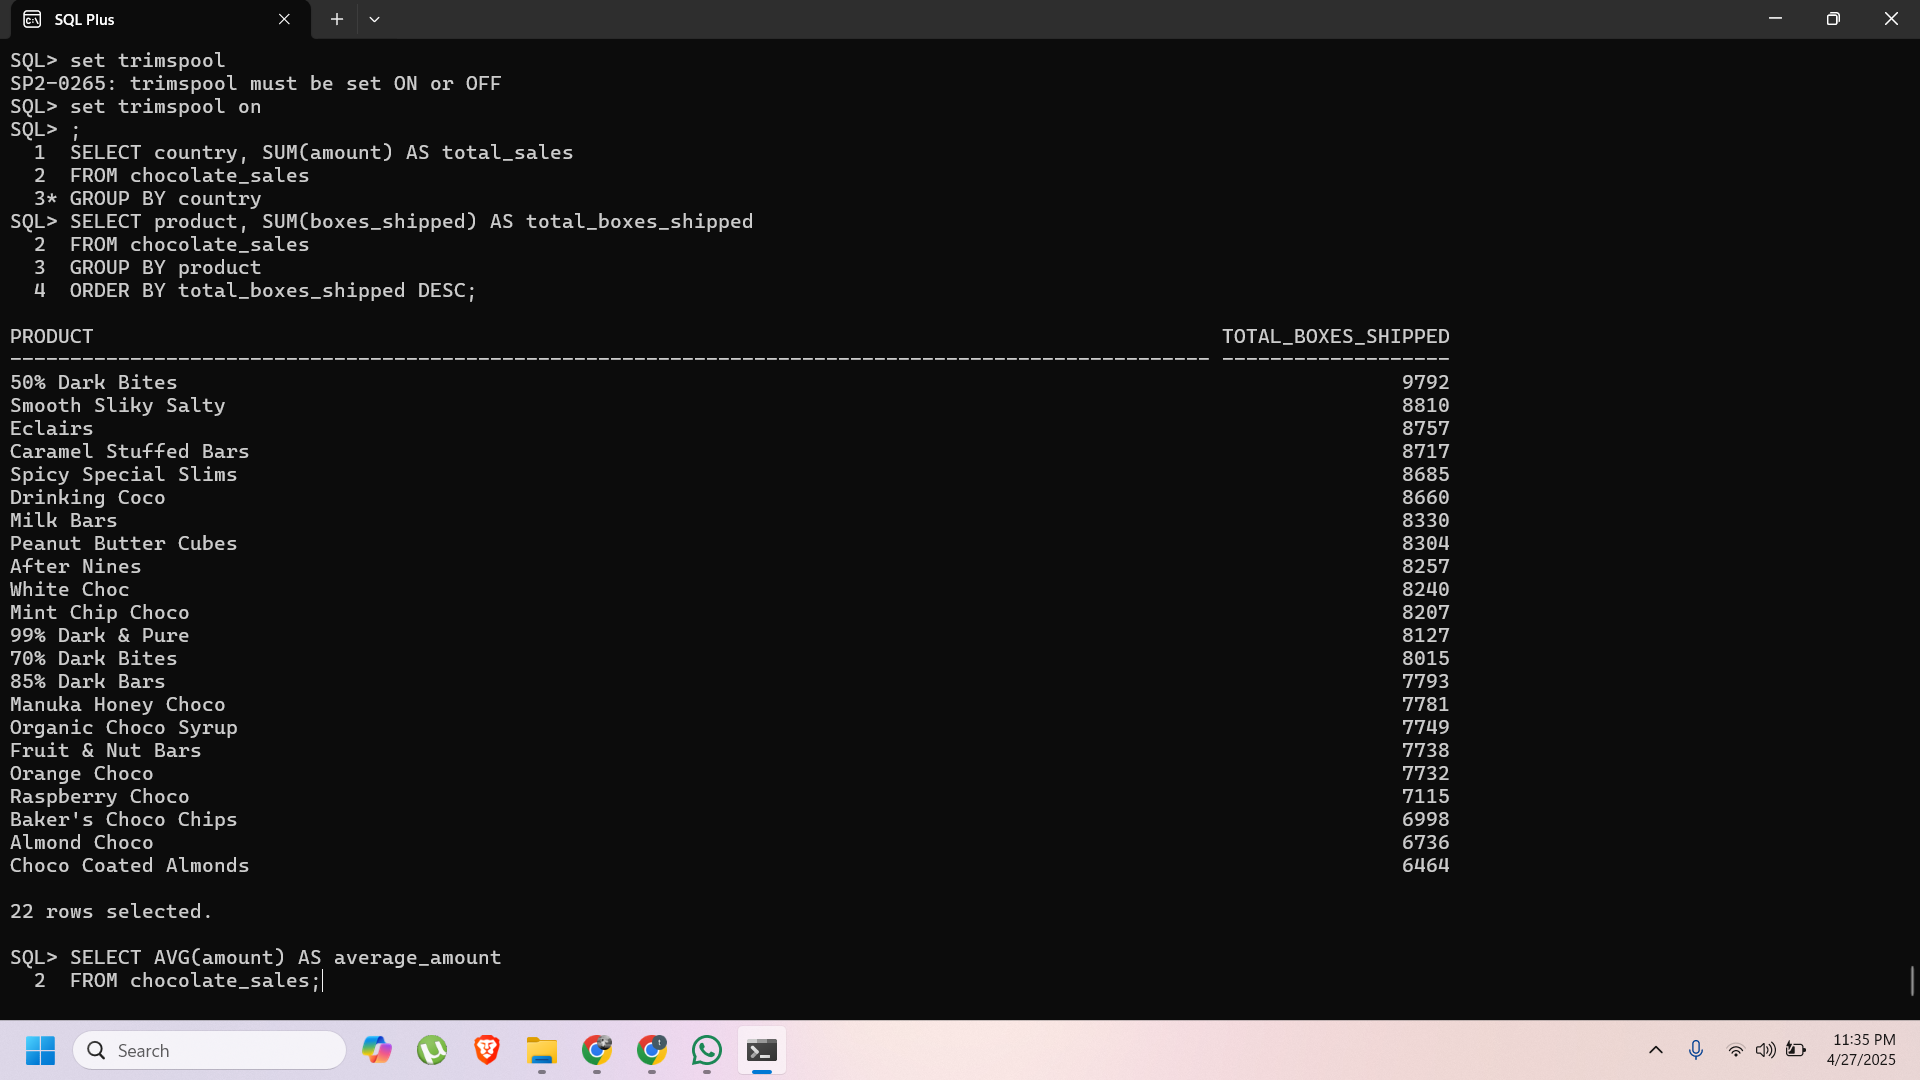 SQL Plus
SQL> set trimspool
SP2-0265: trimspool must be set ON or OFF
SQL> set trimspool on
SQL> ;
  1  SELECT country, SUM(amount) AS total_sales
  2  FROM chocolate_sales
  3* GROUP BY country
SQL> SELECT product, SUM(boxes_shipped) AS total_boxes_shipped
  2  FROM chocolate_sales
  3  GROUP BY product
  4  ORDER BY total_boxes_shipped DESC;
PRODUCT TOTAL_BOXES_SHIPPED
---------------------------------------------------------------------------------------------------- -------------------
50% Dark Bites 9792
Smooth Sliky Salty 8810
Eclairs 8757
Caramel Stuffed Bars 8717
Spicy Special Slims 8685
Drinking Coco 8660
Milk Bars 8330
Peanut Butter Cubes 8304
After Nines 8257
White Choc 8240
Mint Chip Choco 8207
99% Dark & Pure 8127
70% Dark Bites 8015
85% Dark Bars 7793
Manuka Honey Choco 7781
Organic Choco Syrup 7749
Fruit & Nut Bars 7738
Orange Choco 7732
Raspberry Choco 7115
Baker's Choco Chips 6998
Almond Choco 6736
Choco Coated Almonds 6464
22 rows selected.
SQL> SELECT AVG(amount) AS average_amount
  2  FROM chocolate_sales;
Search
11:35 PM
4/27/2025